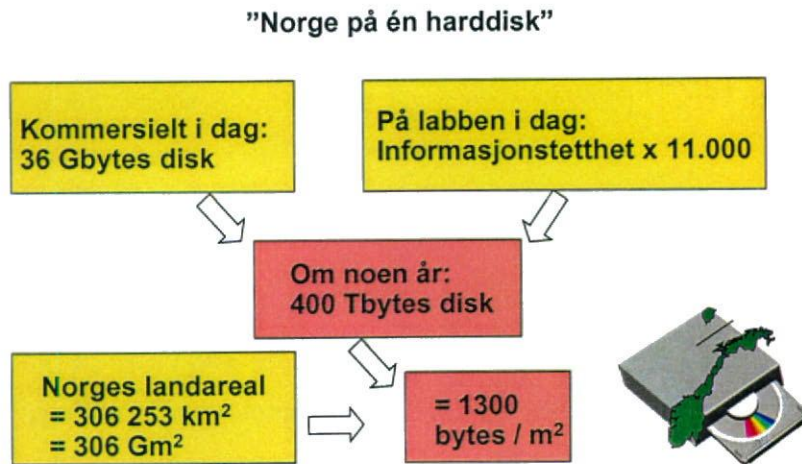 ”Norge på én harddisk”
Kommersielt i dag:
36 Gbytes disk
På labben i dag:
Informasjonstetthet x 11.000
Om noen år:
400 Tbytes disk
Norges landareal
= 306 253 km²
= 306 Gm²
= 1300
bytes / m²